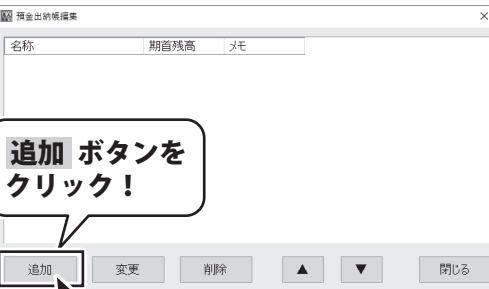 預金出納帳編集
名称 期首残高 メモ
追加 ボタンを
クリック！
追加 変更 削除 ▲ ▼ 閉じる